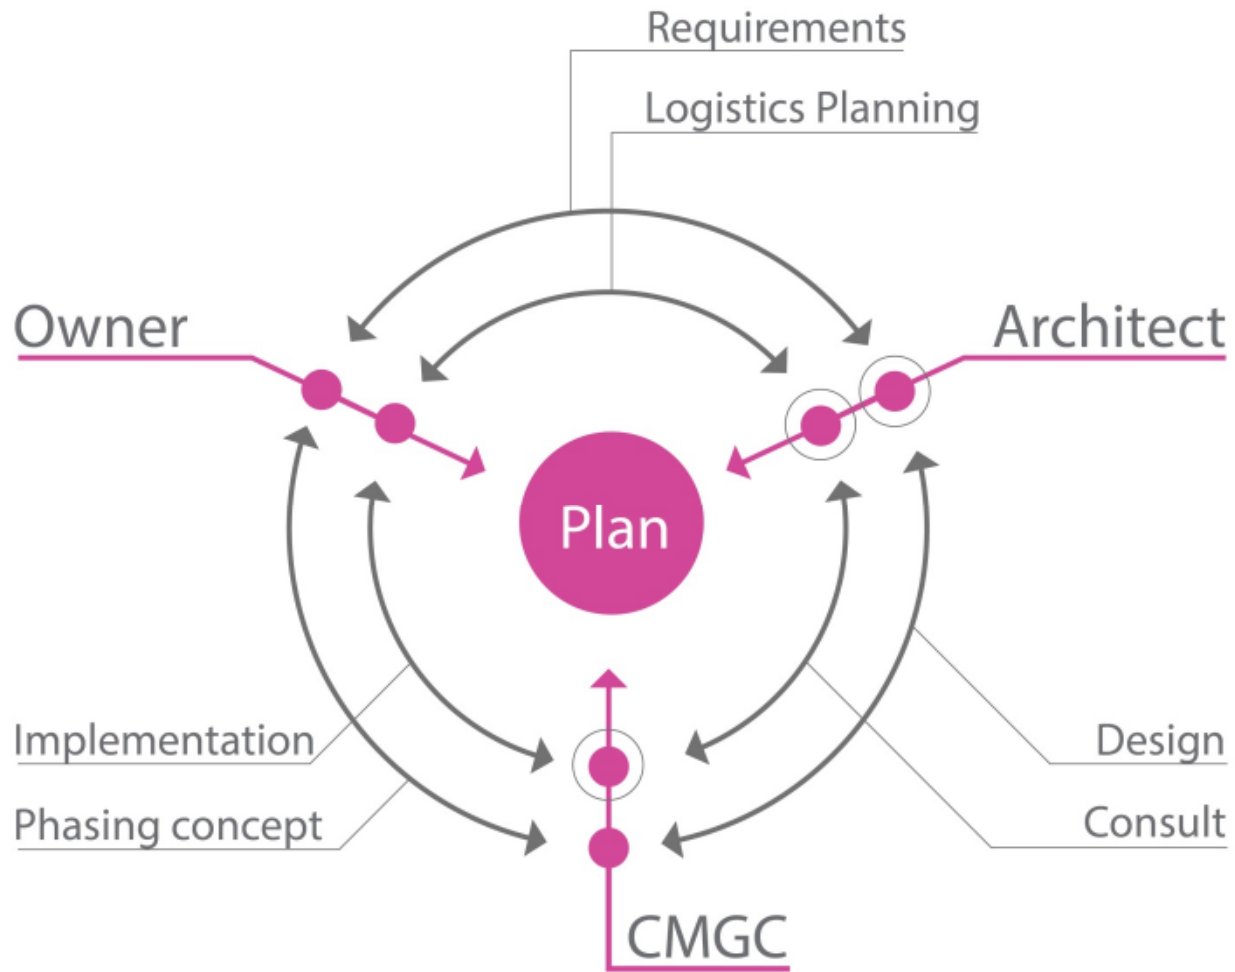 Requirements
Logistics Planning
Owner
Architect
Plan
Implementation
Design
Phasing concept
Consult
CMGC